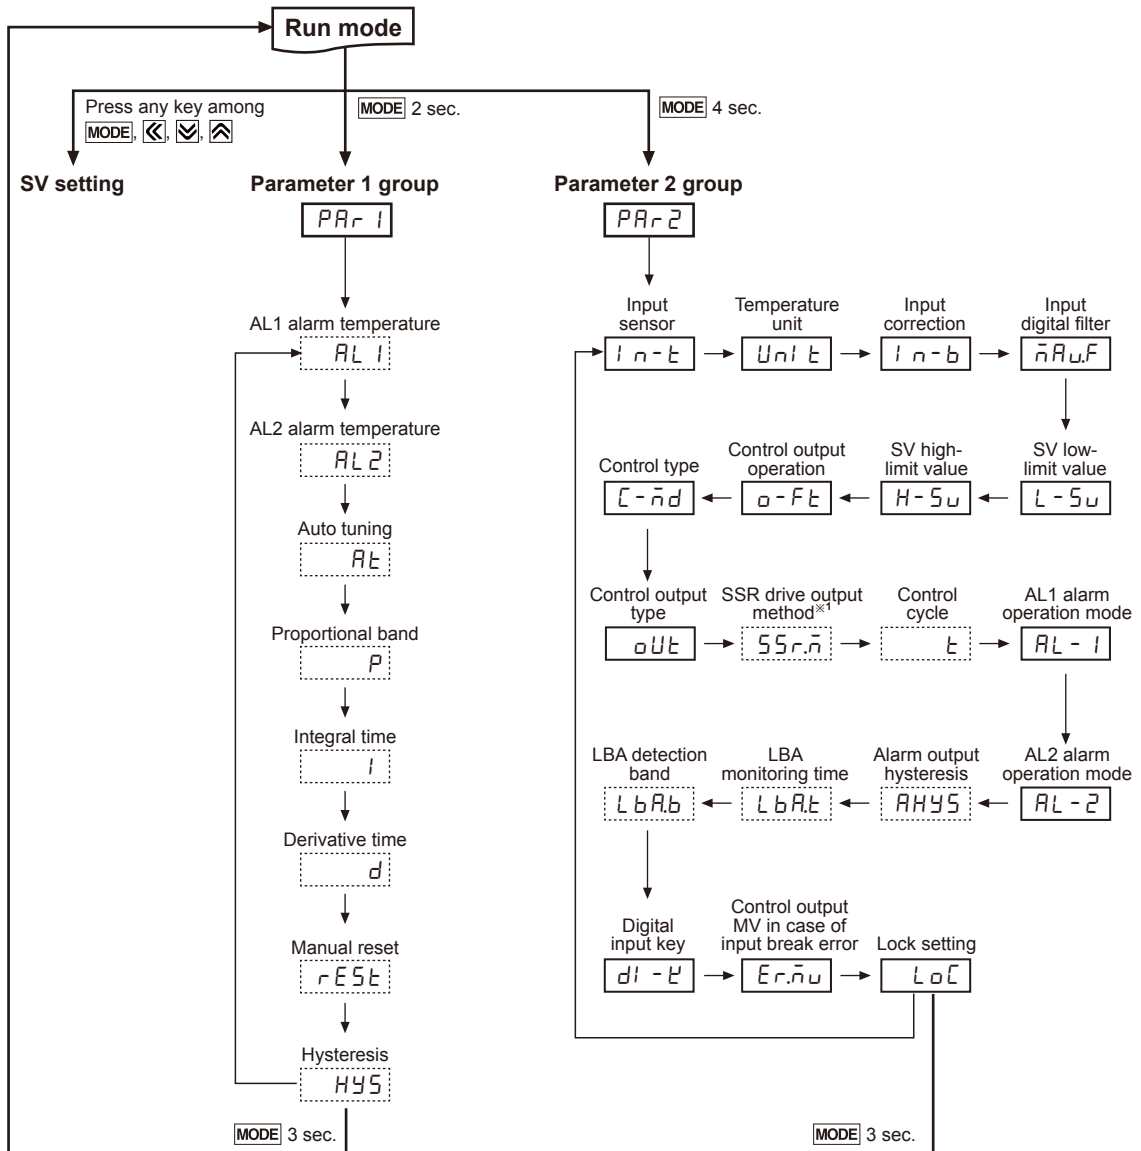 Run mode
Press any key among
MODE, , ,
MODE 2 sec.
MODE 4 sec.
SV setting
Parameter 1 group
Parameter 2 group
PAr1
PAr2
AL1 alarm temperature
AL1
AL2 alarm temperature
AL2
Auto tuning
At
Proportional band
P
Integral time
I
Derivative time
d
Manual reset
rESt
Hysteresis
HYS
MODE 3 sec.
Input
sensor
In-t
Temperature
unit
UnIt
Input
correction
In-b
Input
digital filter
mAu.F
SV low-
limit value
L-Su
SV high-
limit value
H-Su
Control output
operation
o-Ft
Control type
C-md
Control output
type
oUt
SSR drive output
method※1
SSr.m
Control
cycle
t
AL1 alarm
operation mode
AL-1
AL2 alarm
operation mode
AL-2
Alarm output
hysteresis
AHYS
LBA
monitoring time
LbA.t
LBA detection
band
LbA.b
Digital
input key
dI-K
Control output
MV in case of
input break error
Er.mu
Lock setting
LoC
MODE 3 sec.